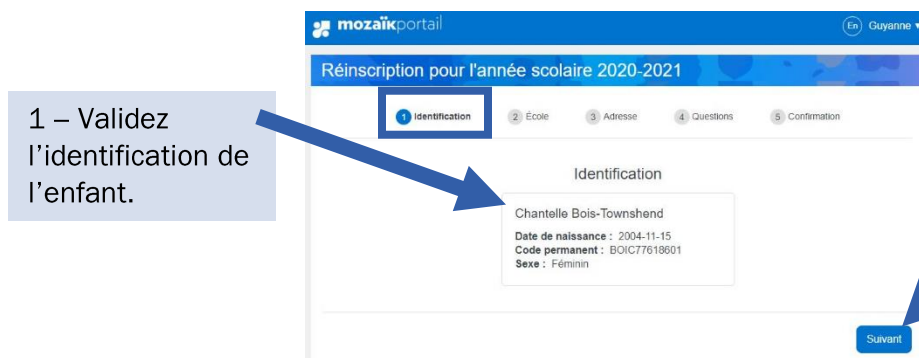 mozaïkportail
En Guyanne
Réinscription pour l'année scolaire 2020-2021
1 Identification 2 École 3 Adresse 4 Questions 5 Confirmation
1 – Validez
l'identification de
l'enfant.
Identification
Chantelle Bois-Townshend
Date de naissance : 2004-11-15
Code permanent : BOIC77618601
Sexe : Féminin
Suivant